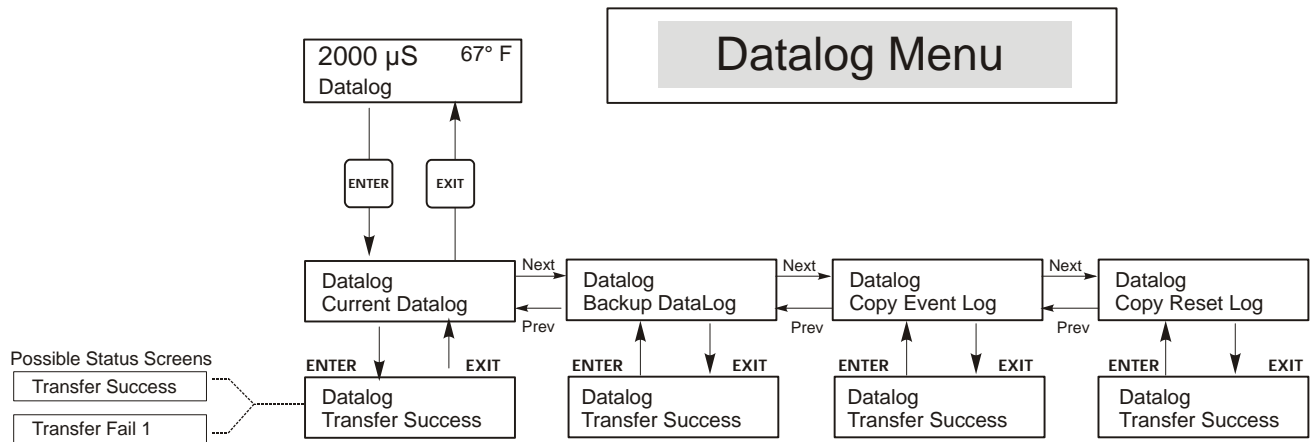 Datalog Menu
2000 µS 67° F
Datalog
ENTER
EXIT
Datalog
Current Datalog
Next
Prev
Datalog
Backup DataLog
Next
Prev
Datalog
Copy Event Log
Next
Prev
Datalog
Copy Reset Log
Possible Status Screens
Transfer Success
Transfer Fail 1
ENTER
EXIT
Datalog
Transfer Success
ENTER
EXIT
Datalog
Transfer Success
ENTER
EXIT
Datalog
Transfer Success
ENTER
EXIT
Datalog
Transfer Success